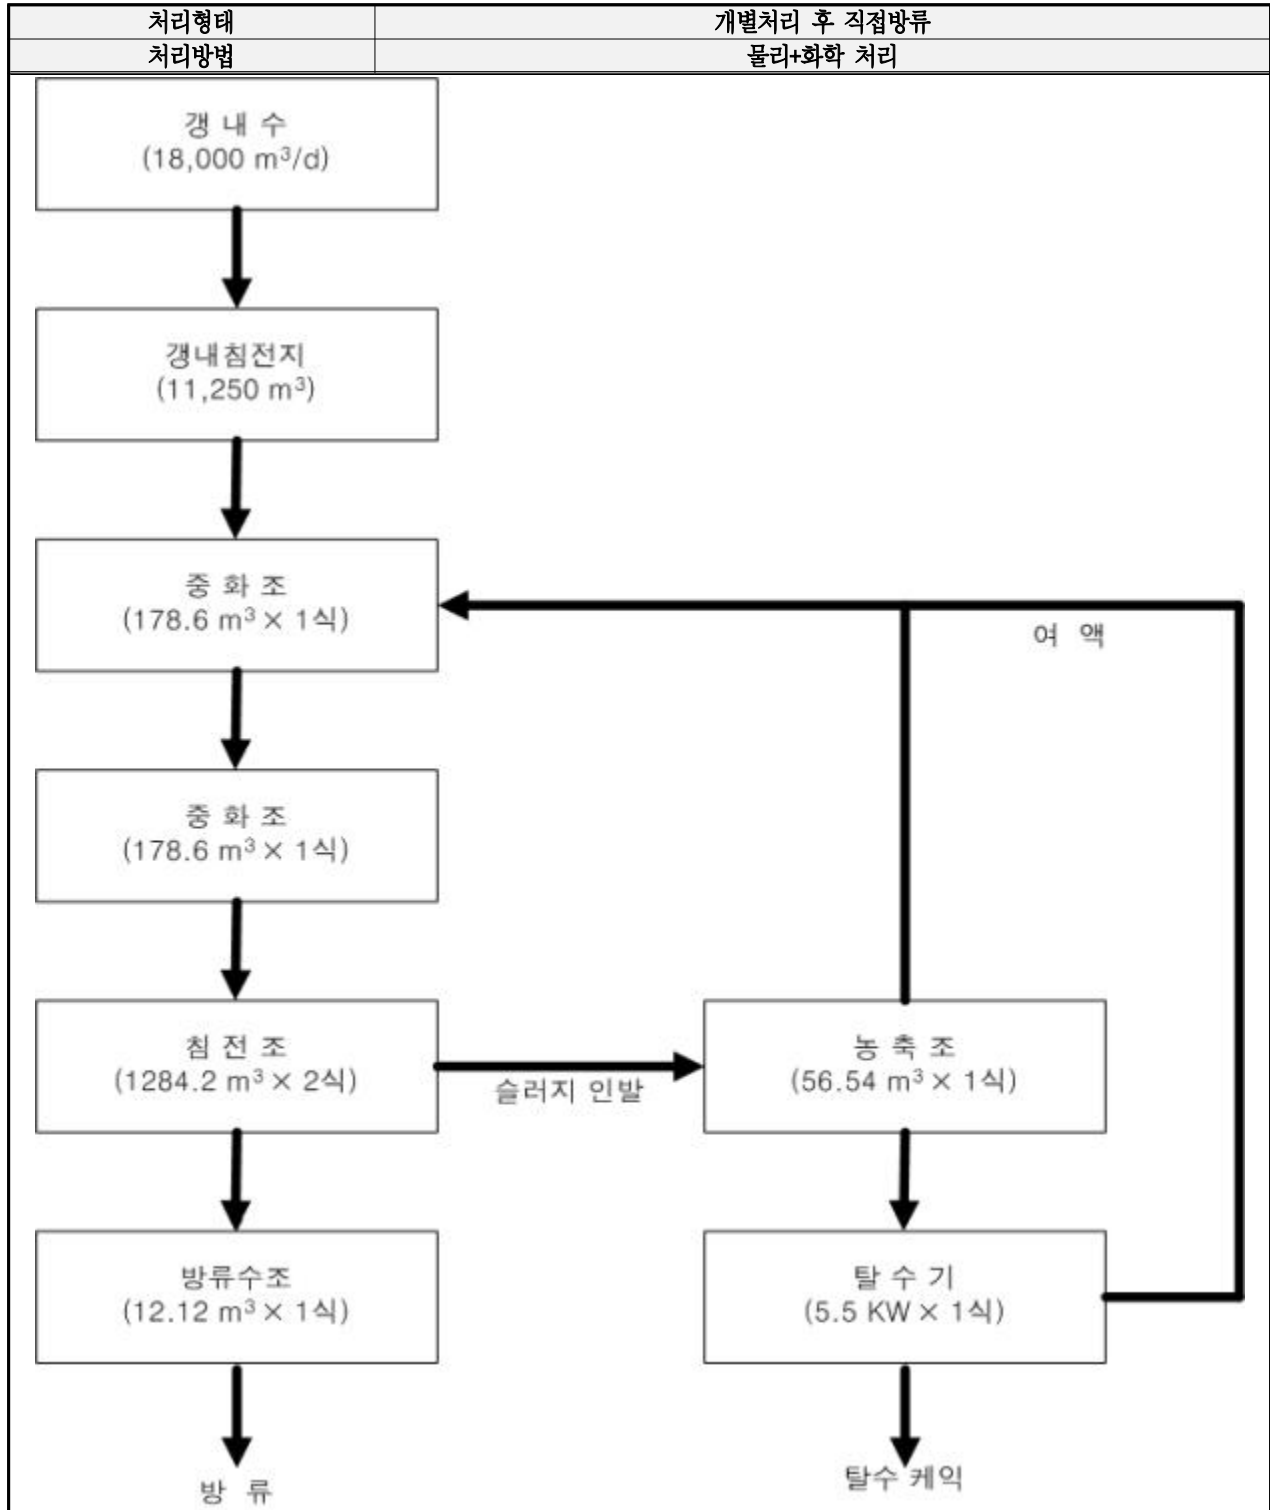 처리형태 개별처리 후 직접방류
처리방법 물리+화학 처리
갱 내 수
(18,000 m³/d)
갱내침전지
(11,250 m³)
중 화 조
(178.6 m³ × 1식)
여 액
중 화 조
(178.6 m³ × 1식)
침 전 조
(1284.2 m³ × 2식)
슬러지 인발
농 축 조
(56.54 m³ × 1식)
방류수조
(12.12 m³ × 1식)
탈 수 기
(5.5 KW × 1식)
방 류
탈수 케익